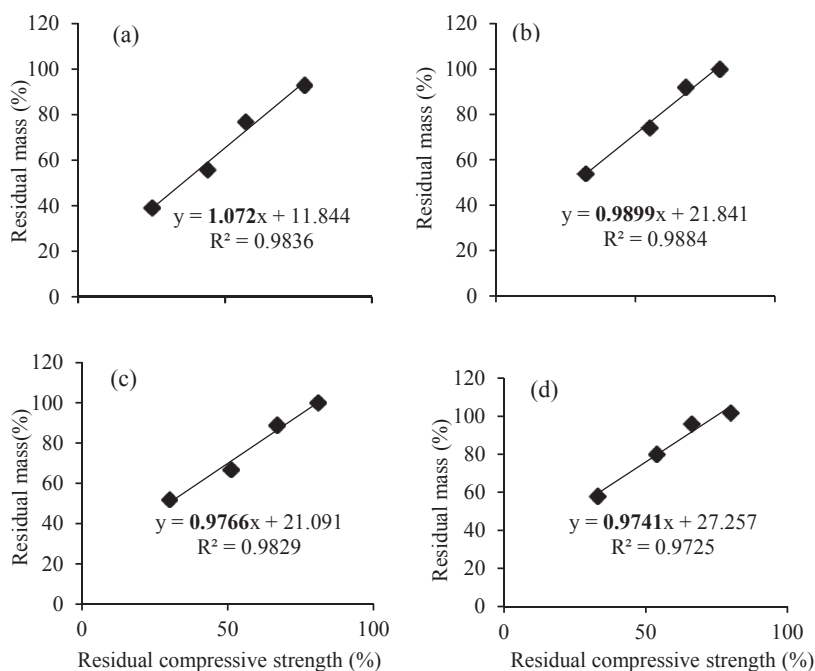 (a)
Residual mass (%)
120
100
80
60
40
20
0
y = 1.072x + 11.844
R² = 0.9836
(b)
Residual mass (%)
120
100
80
60
40
20
0
y = 0.9899x + 21.841
R² = 0.9884
(c)
Residual mass(%)
120
100
80
60
40
20
0
y = 0.9766x + 21.091
R² = 0.9829
0 50 100
Residual compressive strength (%)
(d)
Residual mass (%)
120
100
80
60
40
20
0
y = 0.9741x + 27.257
R² = 0.9725
0 50 100
Residual compressive strength (%)